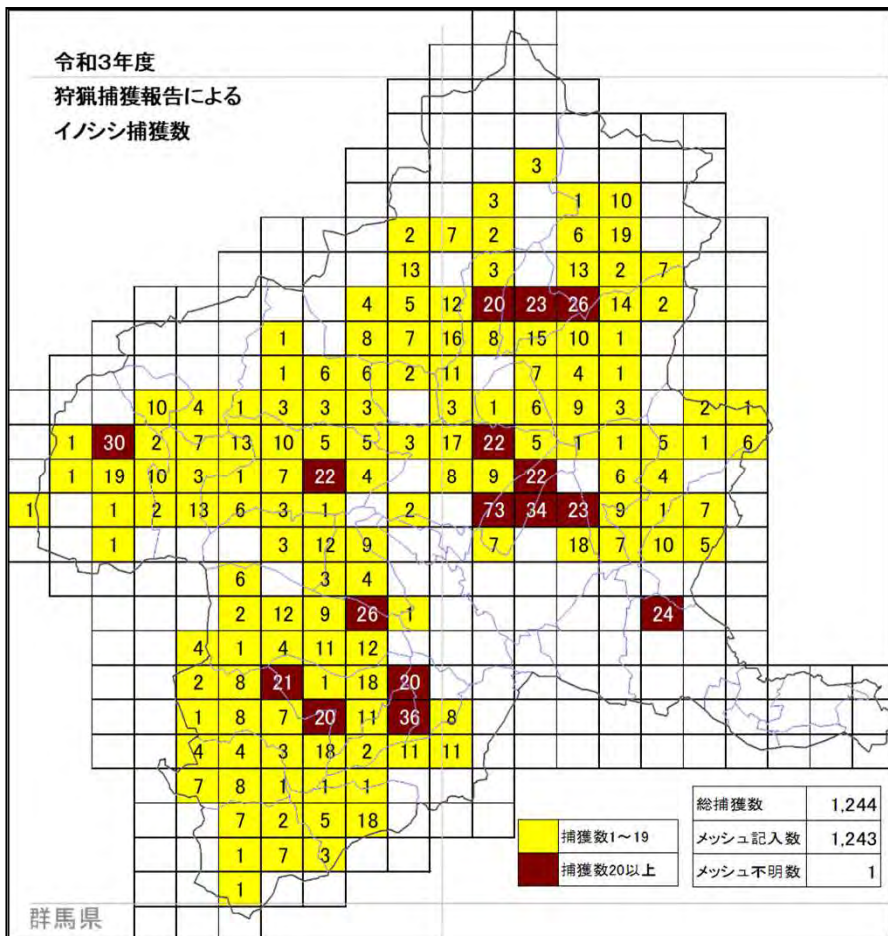 令和3年度
狩猟捕獲報告による
イノシシ捕獲数
3
3 1 10
2 7 2 6 19
13 3 13 2 7
4 5 12 20 23 26 14 2
1 8 7 16 8 15 10 1
1 6 6 2 11 7 4 1
10 4 1 3 3 3 3 1 6 9 3 2 1
1 30 2 7 13 10 5 5 3 17 22 5 1 1 5 1 6
1 19 10 3 1 7 22 4 8 9 22 6 4
1 1 2 13 6 3 1 2 73 34 23 9 1 7
1 3 12 9 7 18 7 10 5
6 3 4
2 12 9 26 1 24
4 1 4 11 12
2 8 21 1 18 20
1 8 7 20 11 36 8
4 4 3 18 2 11 11
7 8 1 1 1
7 2 5 18
1 7 3
1
捕獲数1～19
捕獲数20以上
総捕獲数 1,244
メッシュ記入数 1,243
メッシュ不明数 1
群馬県